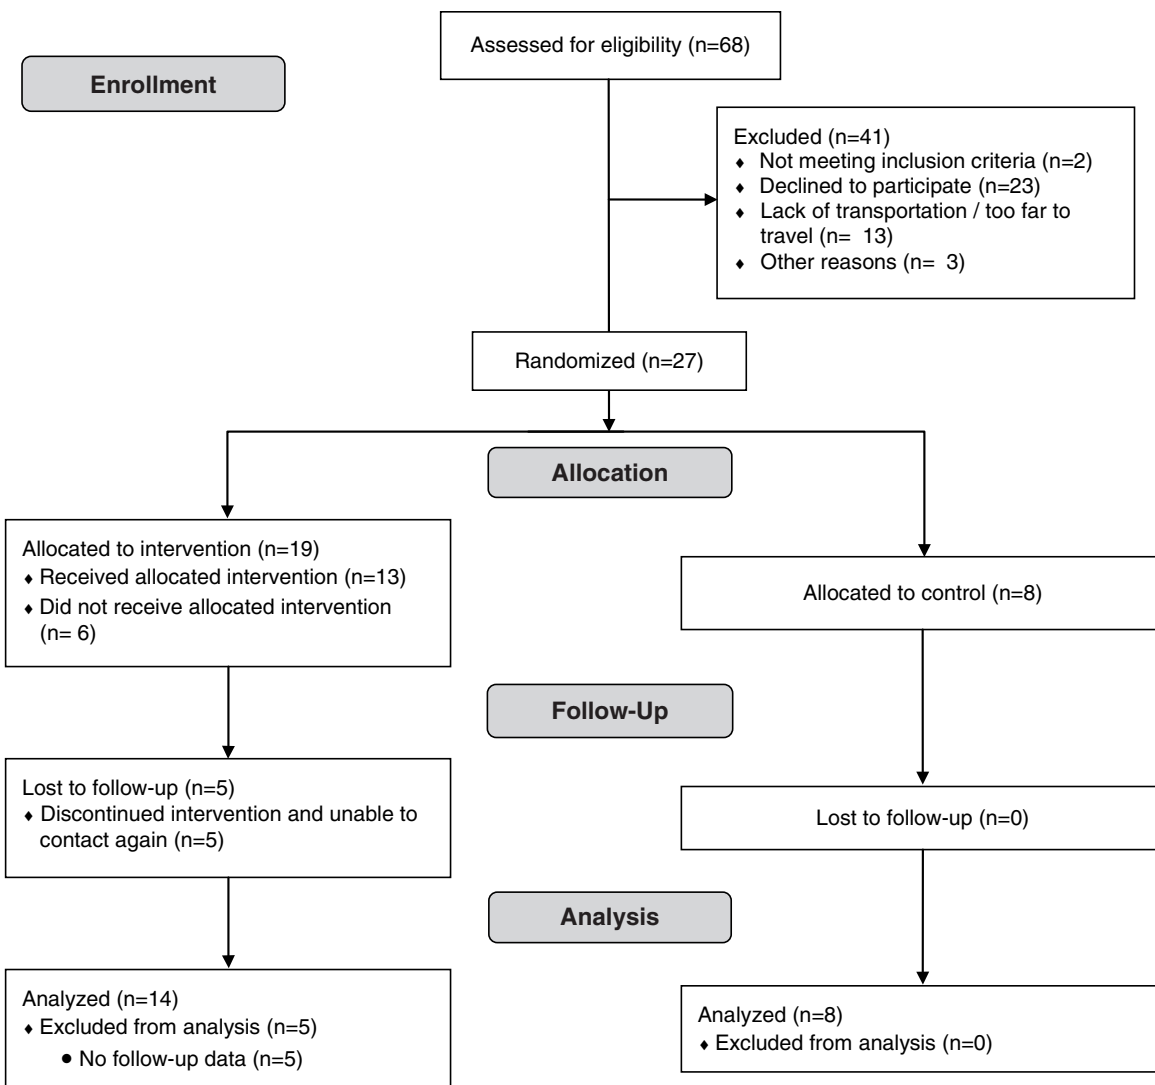 Assessed for eligibility (n=68)
Enrollment
Excluded (n=41)
♦ Not meeting inclusion criteria (n=2)
♦ Declined to participate (n=23)
♦ Lack of transportation / too far to
travel (n= 13)
♦ Other reasons (n= 3)
Randomized (n=27)
Allocation
Allocated to intervention (n=19)
♦ Received allocated intervention (n=13)
♦ Did not receive allocated intervention
(n= 6)
Allocated to control (n=8)
Follow-Up
Lost to follow-up (n=5)
♦ Discontinued intervention and unable to
contact again (n=5)
Lost to follow-up (n=0)
Analysis
Analyzed (n=14)
♦ Excluded from analysis (n=5)
● No follow-up data (n=5)
Analyzed (n=8)
♦ Excluded from analysis (n=0)